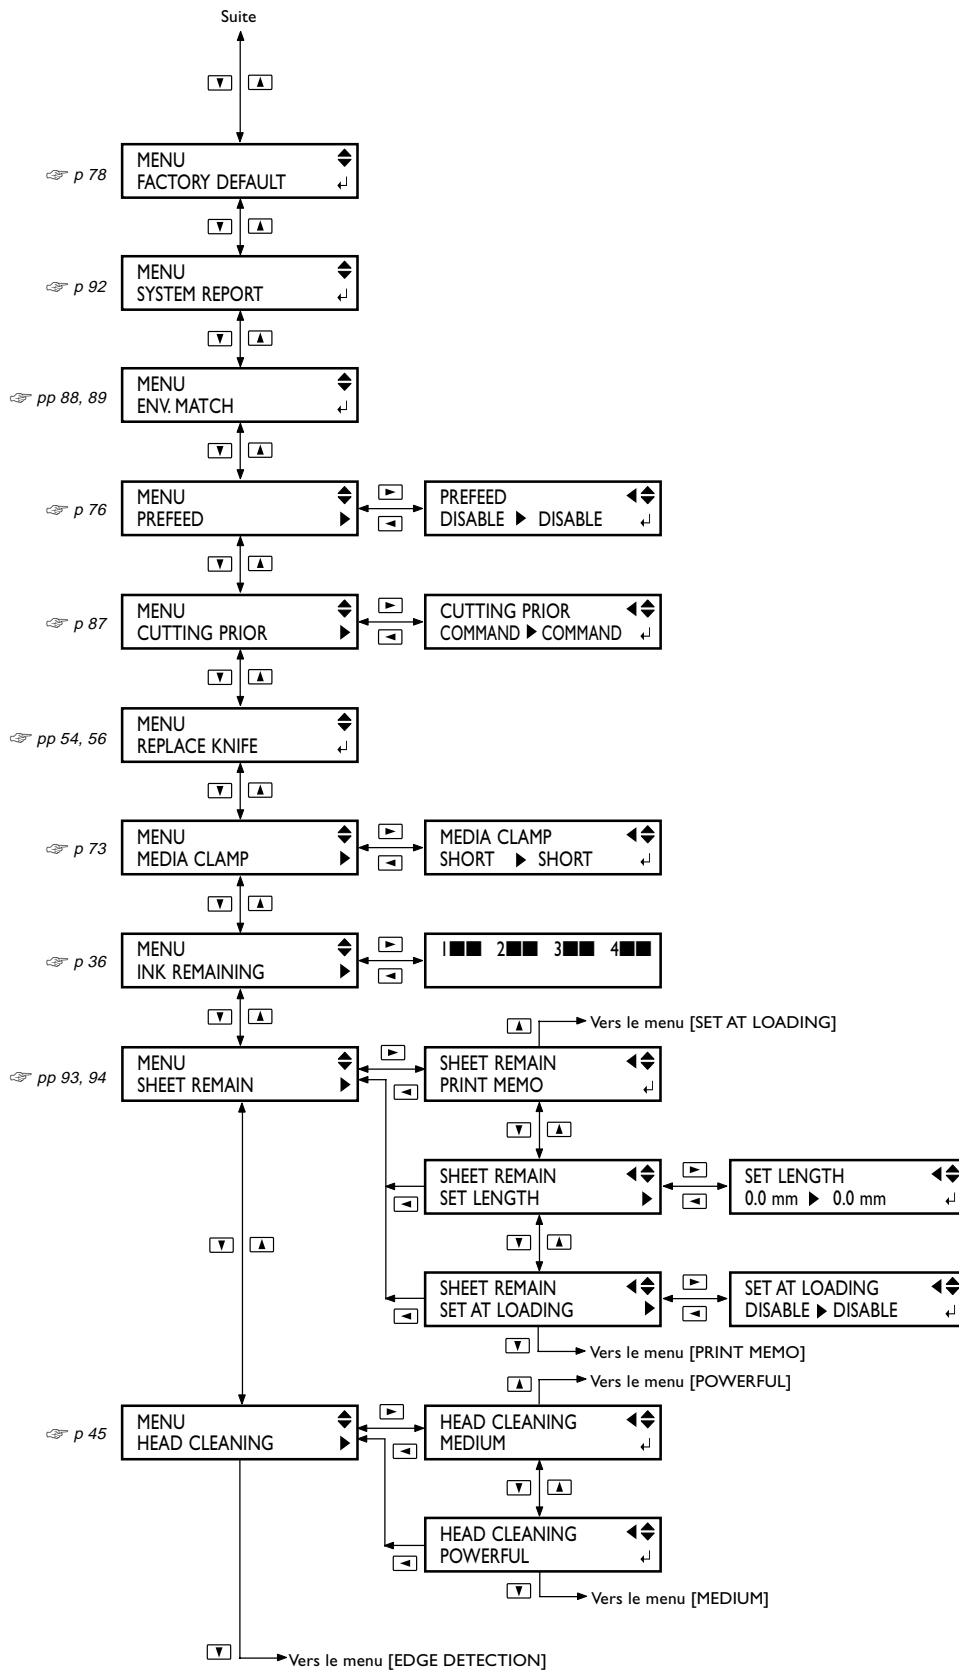 Suite
☞ p 78
MENU
FACTORY DEFAULT
☞ p 92
MENU
SYSTEM REPORT
☞ pp 88, 89
MENU
ENV. MATCH
☞ p 76
MENU
PREFEED
PREFEED
DISABLE ▶ DISABLE
☞ p 87
MENU
CUTTING PRIOR
CUTTING PRIOR
COMMAND ▶ COMMAND
☞ pp 54, 56
MENU
REPLACE KNIFE
☞ p 73
MENU
MEDIA CLAMP
MEDIA CLAMP
SHORT ▶ SHORT
☞ p 36
MENU
INK REMAINING
1■■ 2■■ 3■■ 4■■
Vers le menu [SET AT LOADING]
☞ pp 93, 94
MENU
SHEET REMAIN
SHEET REMAIN
PRINT MEMO
SHEET REMAIN
SET LENGTH
SET LENGTH
0.0 mm ▶ 0.0 mm
SHEET REMAIN
SET AT LOADING
SET AT LOADING
DISABLE ▶ DISABLE
Vers le menu [PRINT MEMO]
Vers le menu [POWERFUL]
☞ p 45
MENU
HEAD CLEANING
HEAD CLEANING
MEDIUM
HEAD CLEANING
POWERFUL
Vers le menu [MEDIUM]
Vers le menu [EDGE DETECTION]